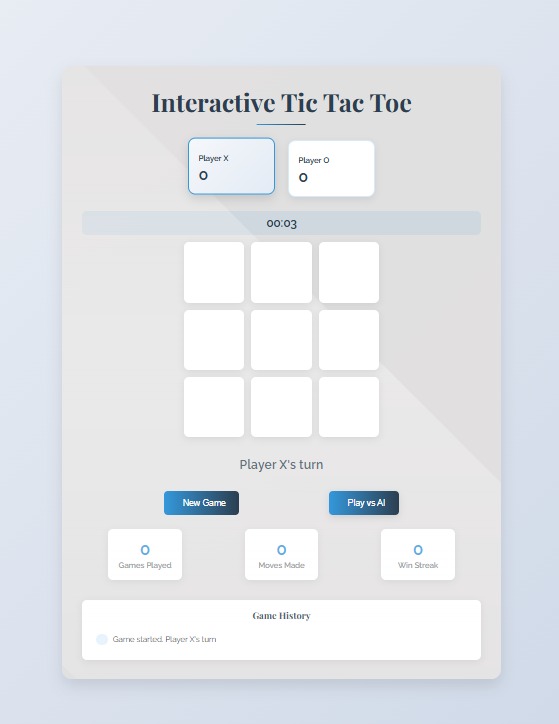 Interactive Tic Tac Toe
Player X
0
Player O
0
00:03
Player X's turn
New Game
Play vs AI
0
Games Played
0
Moves Made
0
Win Streak
Game History
Game started. Player X's turn